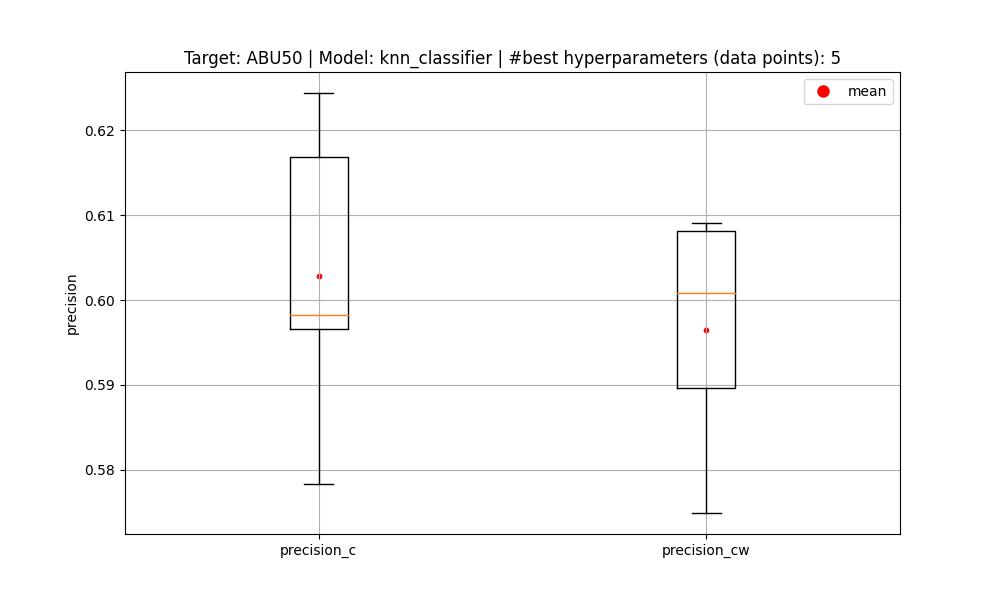 Target: ABU50 | Model: knn_classifier | #best hyperparameters (data points): 5
mean
0.62
0.61
0.60
0.59
0.58
precision
precision_c
precision_cw